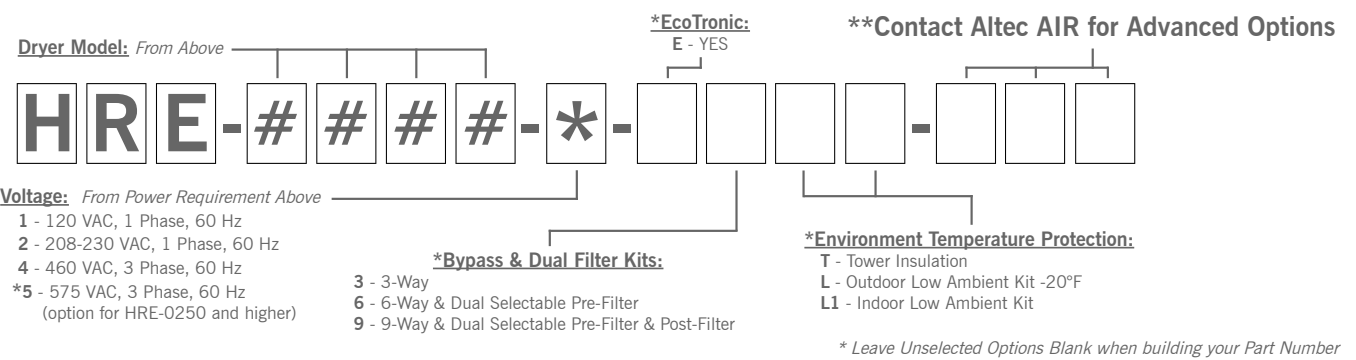 *EcoTronic:
E - YES
**Contact Altec AIR for Advanced Options
Dryer Model: From Above
HRE-####-*-
-
Voltage: From Power Requirement Above
1 - 120 VAC, 1 Phase, 60 Hz
2 - 208-230 VAC, 1 Phase, 60 Hz
4 - 460 VAC, 3 Phase, 60 Hz
*5 - 575 VAC, 3 Phase, 60 Hz
(option for HRE-0250 and higher)
*Bypass & Dual Filter Kits:
3 - 3-Way
6 - 6-Way & Dual Selectable Pre-Filter
9 - 9-Way & Dual Selectable Pre-Filter & Post-Filter
*Environment Temperature Protection:
T - Tower Insulation
L - Outdoor Low Ambient Kit -20°F
L1 - Indoor Low Ambient Kit
* Leave Unselected Options Blank when building your Part Number